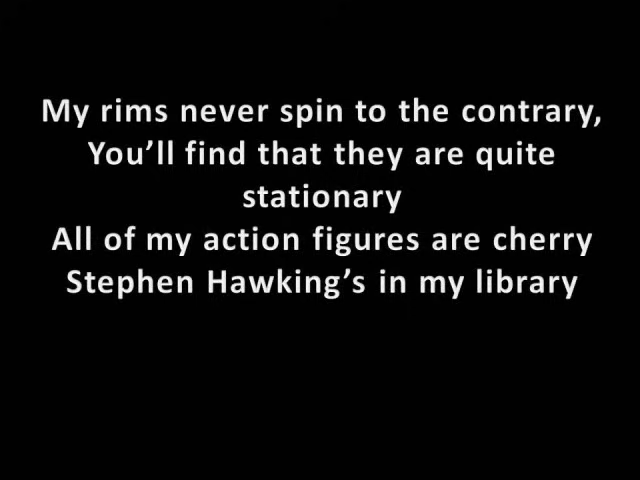 My rims never spin to the contrary,
You’ll find that they are quite
stationary
All of my action figures are cherry
Stephen Hawking’s in my library